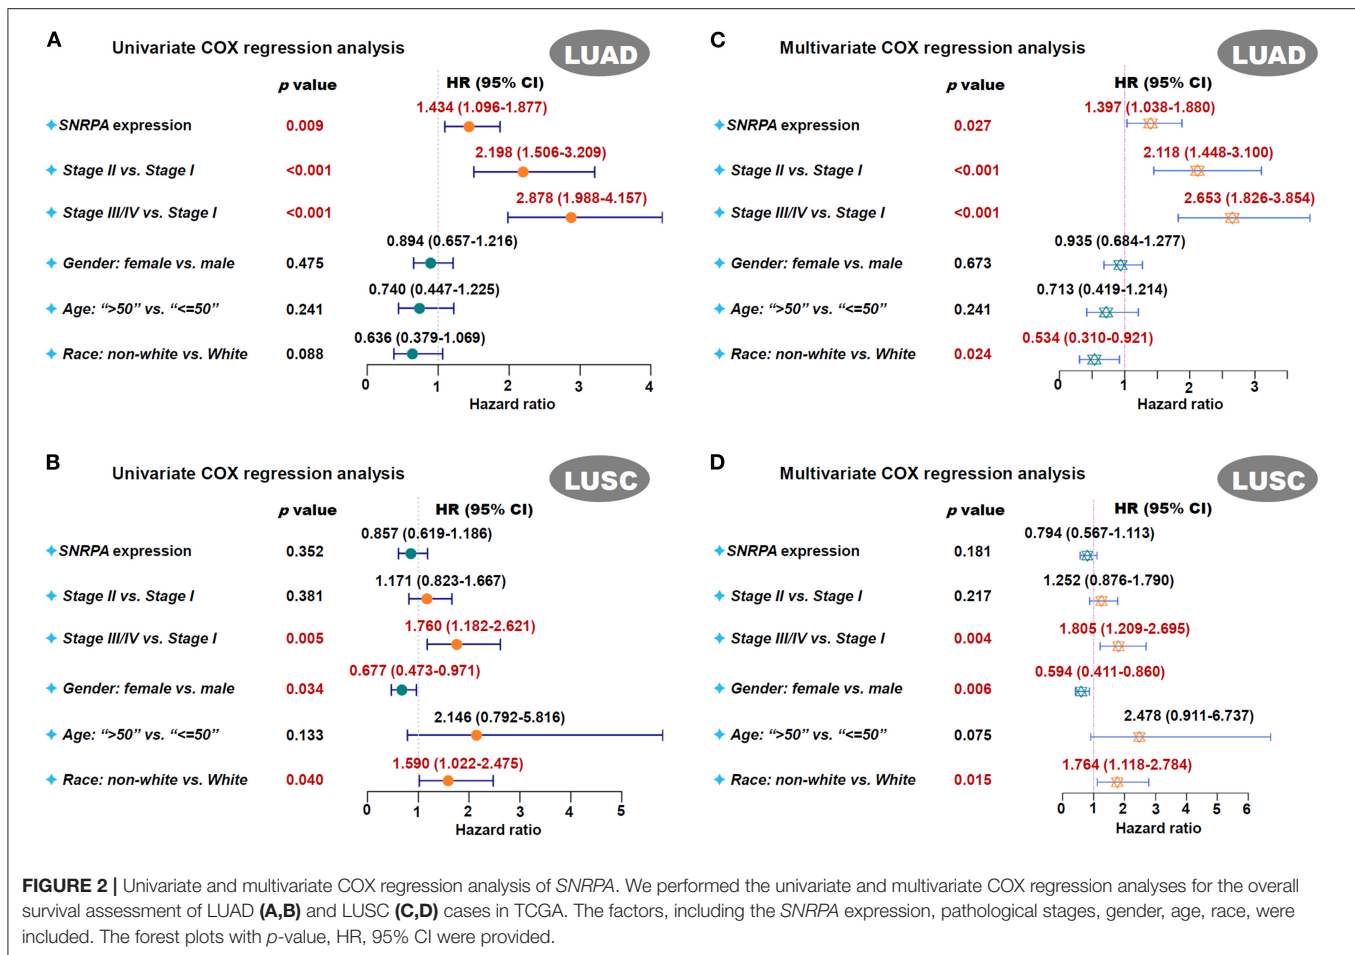 A
Univariate COX regression analysis
LUAD
p value
HR (95% CI)
SNRPA expression
0.009
1.434 (1.096-1.877)
Stage II vs. Stage I
<0.001
2.198 (1.506-3.209)
Stage III/IV vs. Stage I
<0.001
2.878 (1.988-4.157)
Gender: female vs. male
0.475
0.894 (0.657-1.216)
Age: “>50” vs. “<=50”
0.241
0.740 (0.447-1.225)
Race: non-white vs. White
0.088
0.636 (0.379-1.069)
0 1 2 3 4
Hazard ratio
C
Multivariate COX regression analysis
LUAD
p value
HR (95% CI)
SNRPA expression
0.027
1.397 (1.038-1.880)
Stage II vs. Stage I
<0.001
2.118 (1.448-3.100)
Stage III/IV vs. Stage I
<0.001
2.653 (1.826-3.854)
Gender: female vs. male
0.673
0.935 (0.684-1.277)
Age: “>50” vs. “<=50”
0.241
0.713 (0.419-1.214)
Race: non-white vs. White
0.024
0.534 (0.310-0.921)
0 1 2 3
Hazard ratio
B
Univariate COX regression analysis
LUSC
p value
HR (95% CI)
SNRPA expression
0.352
0.857 (0.619-1.186)
Stage II vs. Stage I
0.381
1.171 (0.823-1.667)
Stage III/IV vs. Stage I
0.005
1.760 (1.182-2.621)
Gender: female vs. male
0.034
0.677 (0.473-0.971)
Age: “>50” vs. “<=50”
0.133
2.146 (0.792-5.816)
Race: non-white vs. White
0.040
1.590 (1.022-2.475)
0 1 2 3 4 5
Hazard ratio
D
Multivariate COX regression analysis
LUSC
p value
HR (95% CI)
SNRPA expression
0.181
0.794 (0.567-1.113)
Stage II vs. Stage I
0.217
1.252 (0.876-1.790)
Stage III/IV vs. Stage I
0.004
1.805 (1.209-2.695)
Gender: female vs. male
0.006
0.594 (0.411-0.860)
Age: “>50” vs. “<=50”
0.075
2.478 (0.911-6.737)
Race: non-white vs. White
0.015
1.764 (1.118-2.784)
0 1 2 3 4 5 6
Hazard ratio
FIGURE 2 | Univariate and multivariate COX regression analysis of SNRPA. We performed the univariate and multivariate COX regression analyses for the overall
survival assessment of LUAD (A,B) and LUSC (C,D) cases in TCGA. The factors, including the SNRPA expression, pathological stages, gender, age, race, were
included. The forest plots with p-value, HR, 95% CI were provided.